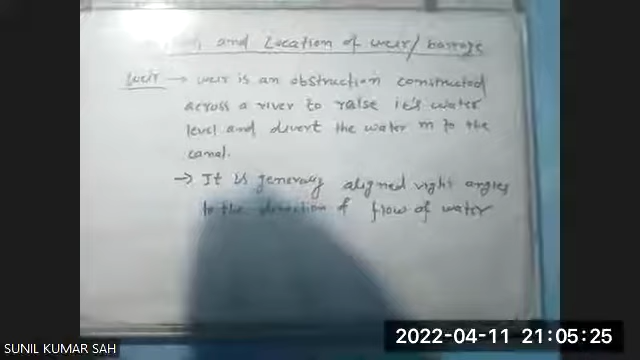 and Location of weir/barrage
weir → weir is an obstruction constructed
across a river to raise it's water
level and divert the water in to the
canal.
→ It is generally aligned right angles
to the direction of flow of water
SUNIL KUMAR SAH
2022-04-11 21:05:25